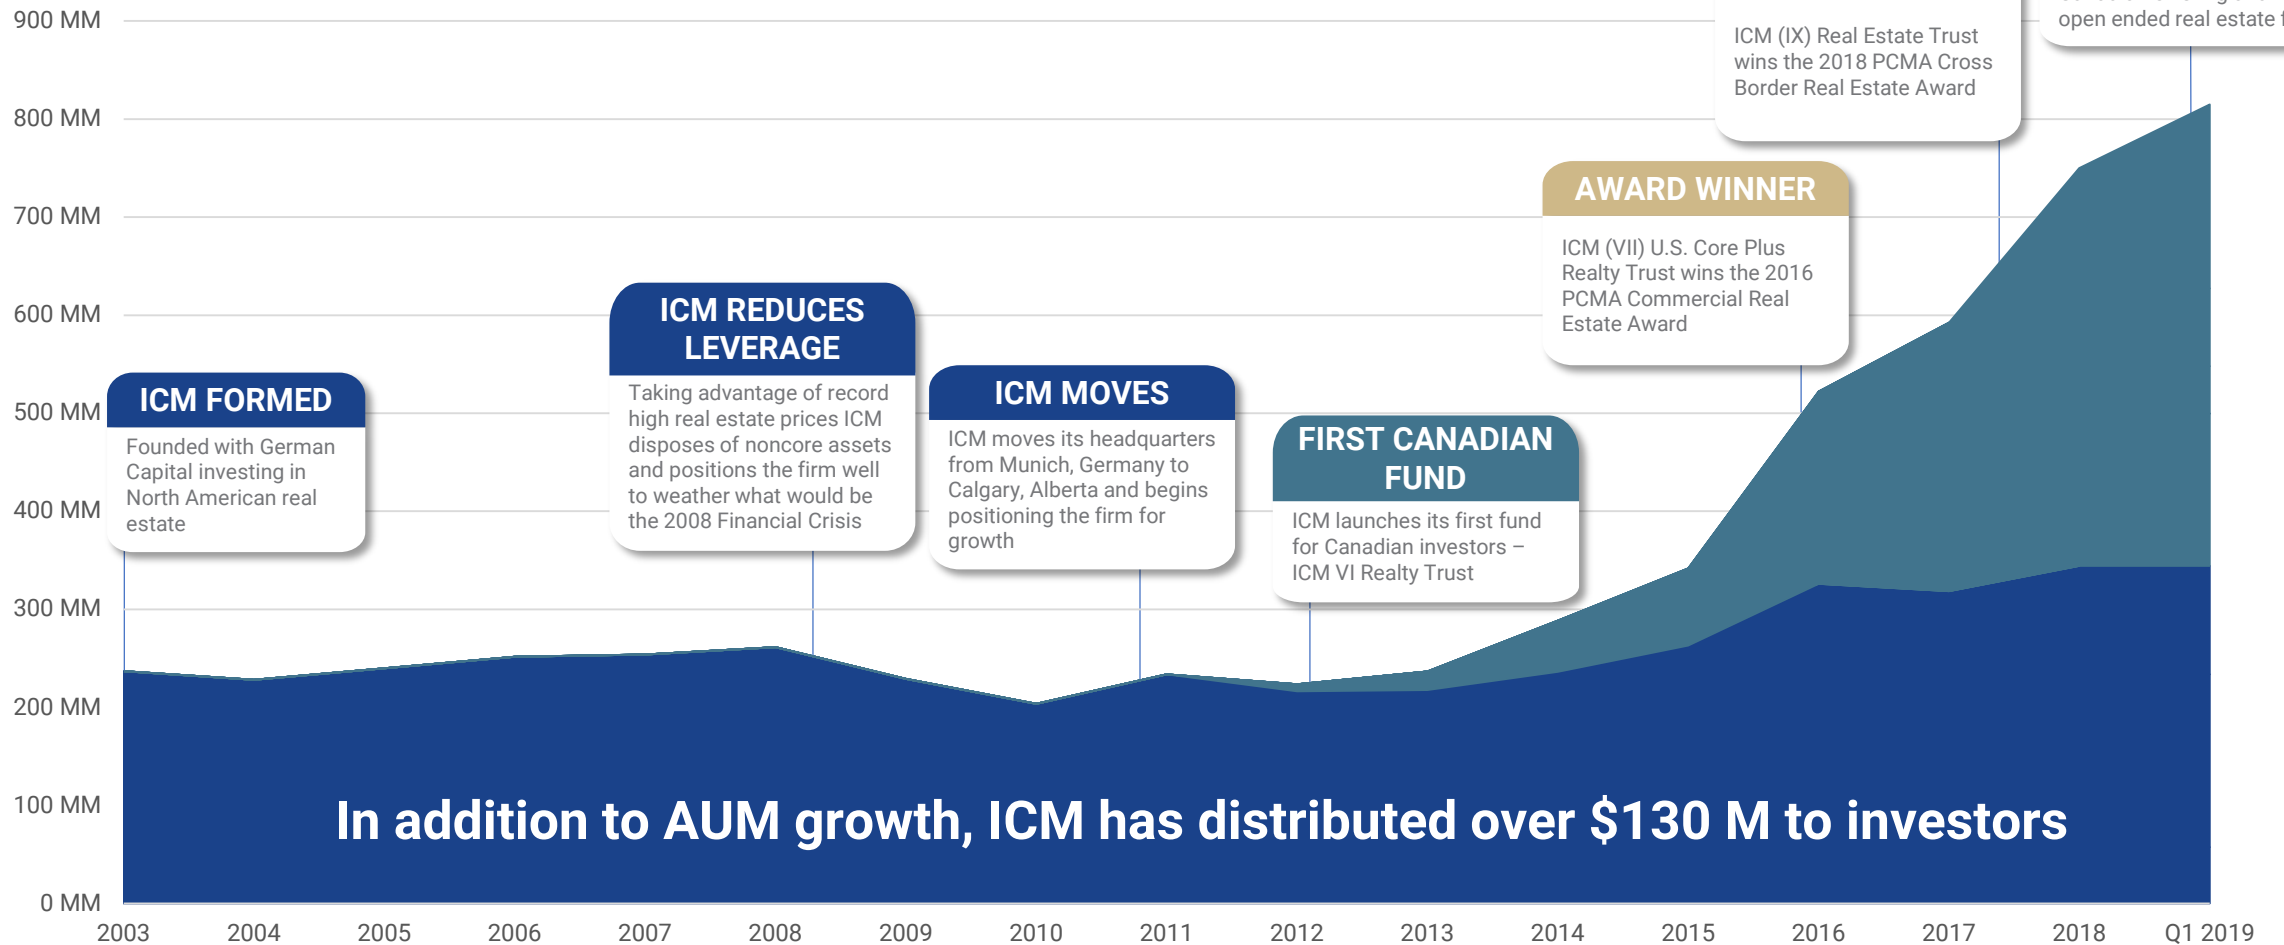 900 MM
800 MM
700 MM
600 MM
500 MM
400 MM
300 MM
200 MM
100 MM
0 MM
ICM FORMED
Founded with German
Capital investing in
North American real
estate
ICM REDUCES
LEVERAGE
Taking advantage of record
high real estate prices ICM
disposes of noncore assets
and positions the firm well
to weather what would be
the 2008 Financial Crisis
ICM MOVES
ICM moves its headquarters
from Munich, Germany to
Calgary, Alberta and begins
positioning the firm for
growth
FIRST CANADIAN
FUND
ICM launches its first fund
for Canadian investors –
ICM VI Realty Trust
AWARD WINNER
ICM (VII) U.S. Core Plus
Realty Trust wins the 2016
PCMA Commercial Real
Estate Award
ICM (IX) Real Estate Trust
wins the 2018 PCMA Cross
Border Real Estate Award
open ended real estate
In addition to AUM growth, ICM has distributed over $130 M to investors
2003 2004 2005 2006 2007 2008 2009 2010 2011 2012 2013 2014 2015 2016 2017 2018 Q1 2019